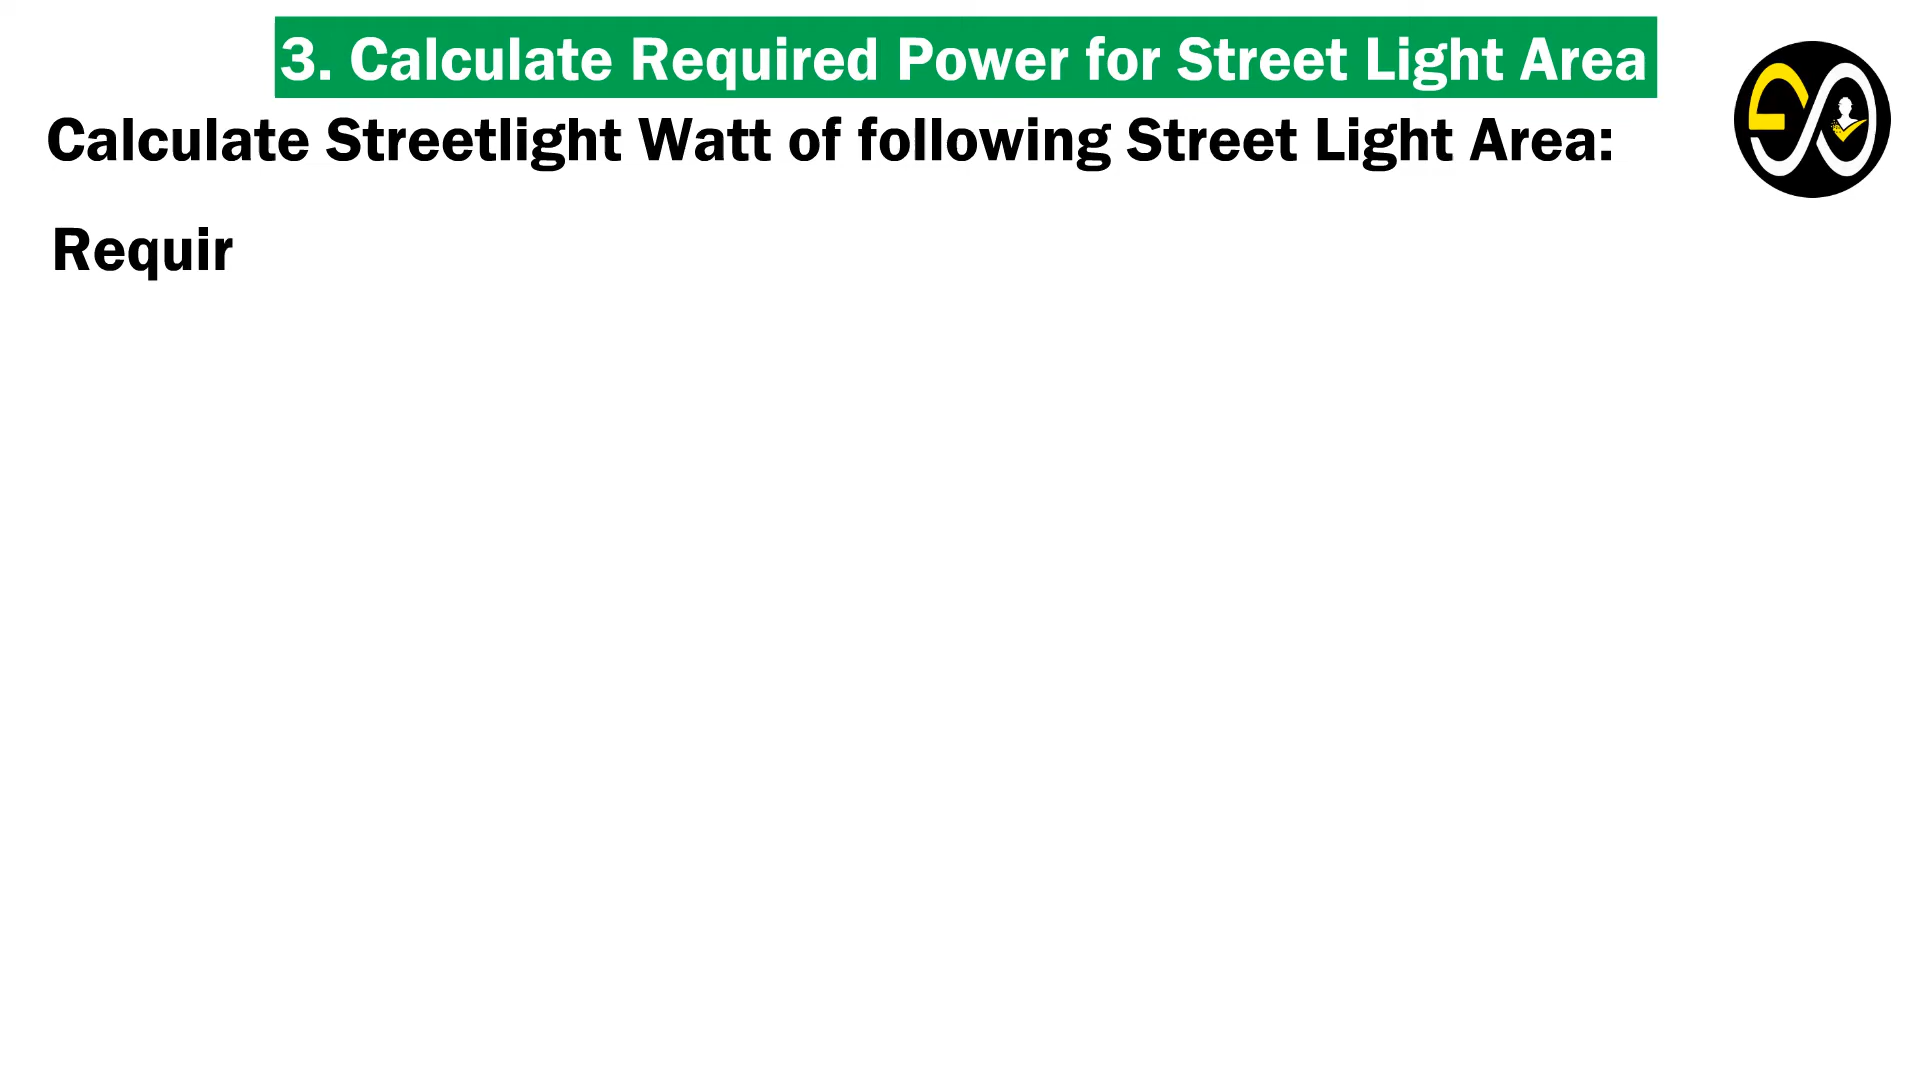 3. Calculate Required Power for Street Light Area
Calculate Streetlight Watt of following Street Light Area:
Requir